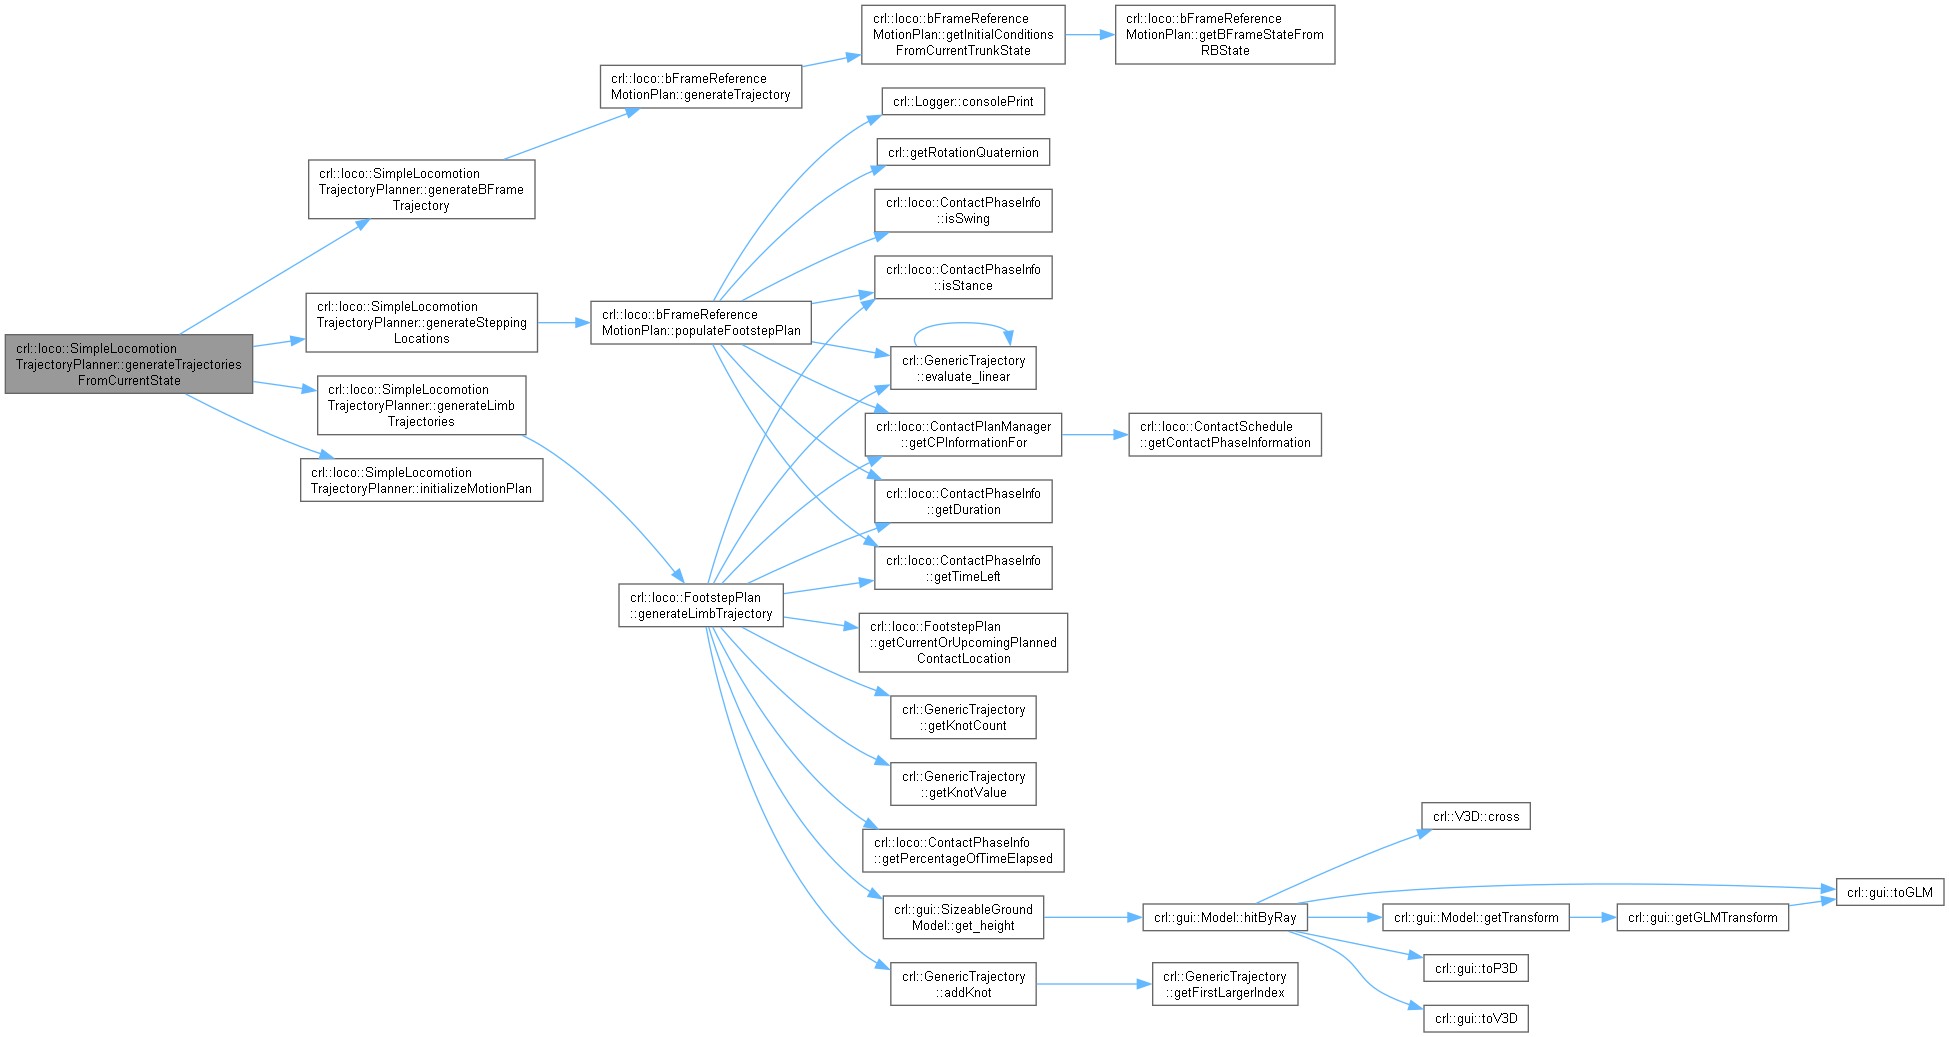 crl::loco::SimpleLocomotion
TrajectoryPlanner::generateTrajectories
FromCurrentState
crl::loco::SimpleLocomotion
TrajectoryPlanner::generateBFrame
Trajectory
crl::loco::SimpleLocomotion
TrajectoryPlanner::generateStepping
Locations
crl::loco::SimpleLocomotion
TrajectoryPlanner::generateLimb
Trajectories
crl::loco::SimpleLocomotion
TrajectoryPlanner::initializeMotionPlan
crl::loco::bFrameReference
MotionPlan::generateTrajectory
crl::loco::bFrameReference
MotionPlan::populateFootstepPlan
crl::loco::FootstepPlan
::generateLimbTrajectory
crl::loco::bFrameReference
MotionPlan::getInitialConditions
FromCurrentTrunkState
crl::loco::bFrameReference
MotionPlan::getBFrameStateFrom
RBState
crl::Logger::consolePrint
crl::getRotationQuaternion
crl::loco::ContactPhaseInfo
::isSwing
crl::loco::ContactPhaseInfo
::isStance
crl::GenericTrajectory
::evaluate_linear
crl::loco::ContactPlanManager
::getCPInformationFor
crl::loco::ContactSchedule
::getContactPhaseInformation
crl::loco::ContactPhaseInfo
::getDuration
crl::loco::ContactPhaseInfo
::getTimeLeft
crl::loco::FootstepPlan
::getCurrentOrUpcomingPlanned
ContactLocation
crl::GenericTrajectory
::getKnotCount
crl::GenericTrajectory
::getKnotValue
crl::loco::ContactPhaseInfo
::getPercentageOfTimeElapsed
crl::gui::SizeableGround
Model::get_height
crl::GenericTrajectory
::addKnot
crl::GenericTrajectory
::getFirstLargerIndex
crl::gui::Model::hitByRay
crl::V3D::cross
crl::gui::Model::getTransform
crl::gui::toP3D
crl::gui::toV3D
crl::gui::getGLMTransform
crl::gui::toGLM